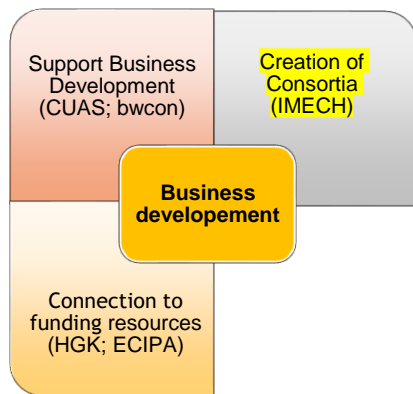 Support Business
Development
(CUAS; bwcon)
Creation of
Consortia
(IMECH)
Business
developement
Connection to
funding resources
(HGK; ECIPA)